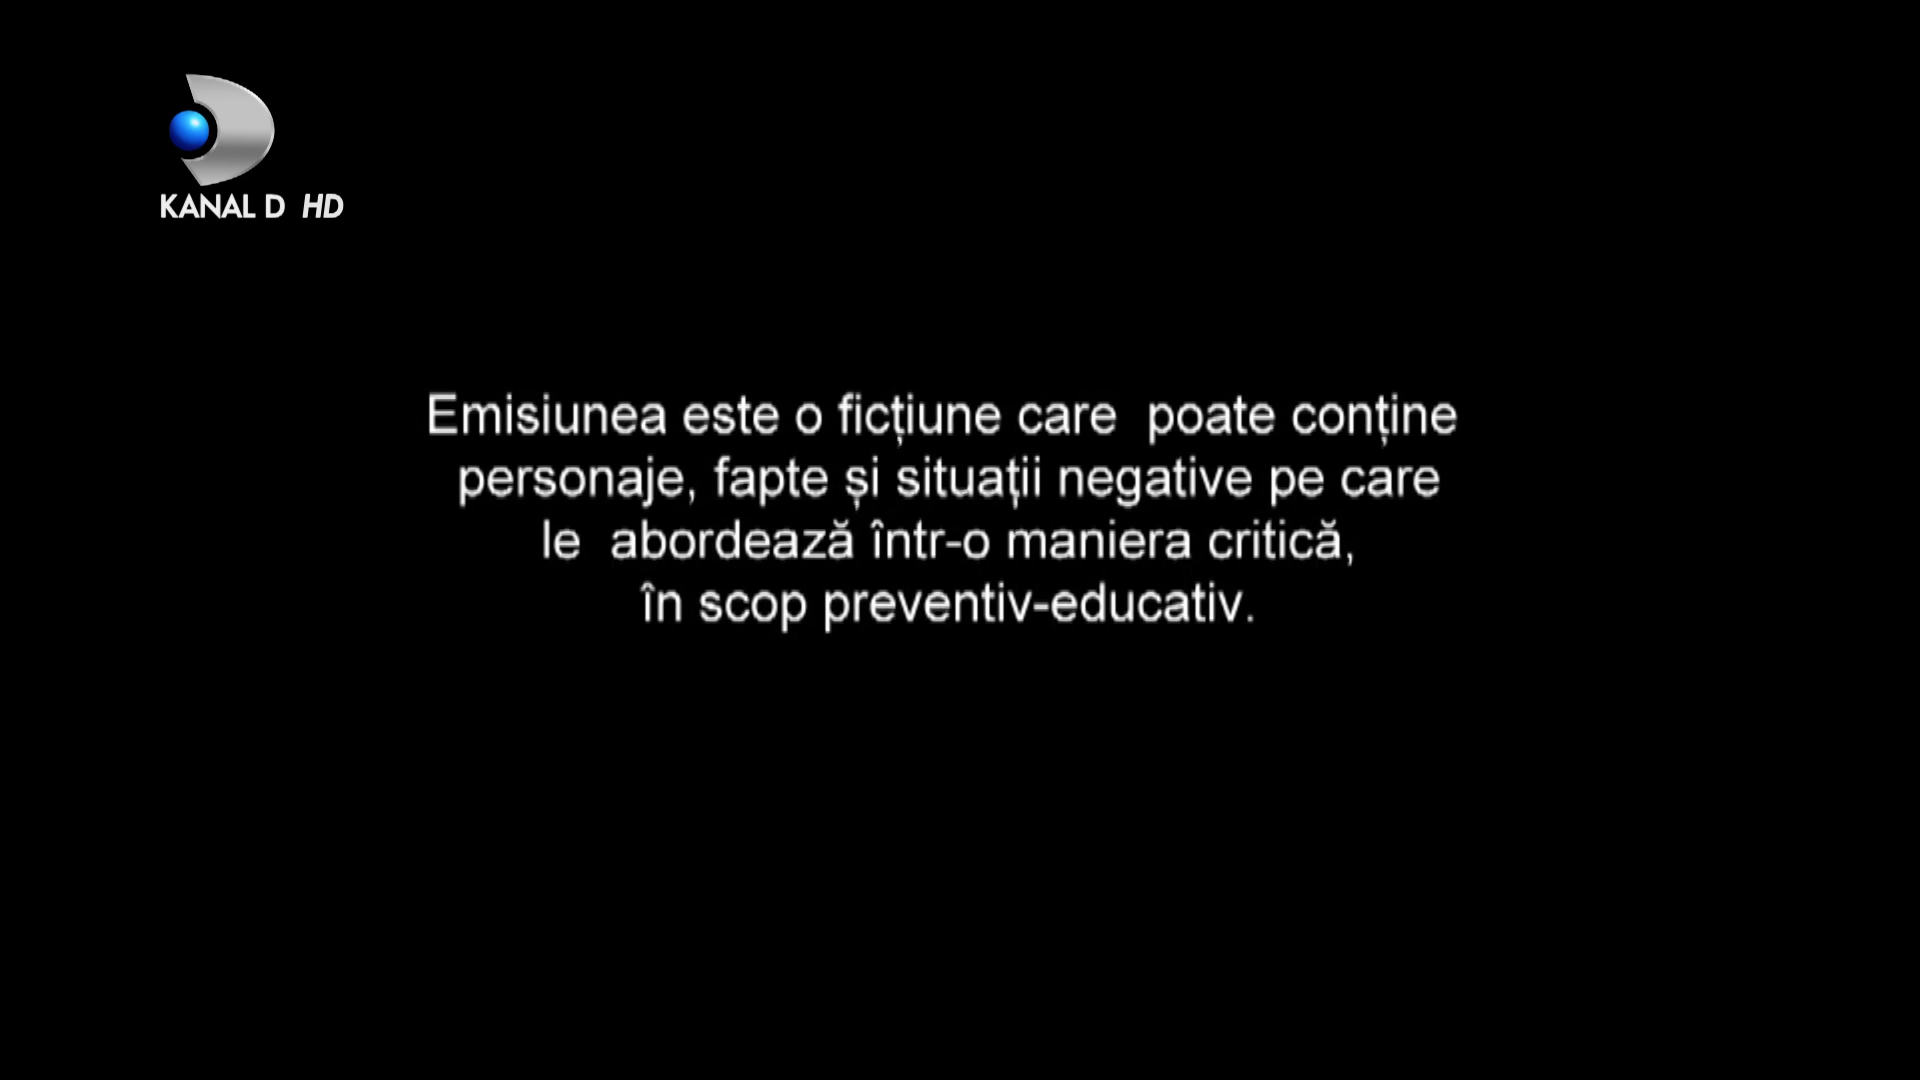 KANAL D HD
Emisiunea este o ficțiune care poate conține
personaje, fapte și situații negative pe care
le abordează într-o maniera critică,
în scop preventiv-educativ.